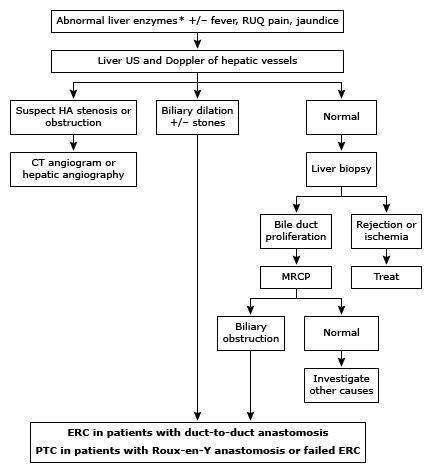 Abnormal liver enzymes* +/– fever, RUQ pain, jaundice
Liver US and Doppler of hepatic vessels
Suspect HA stenosis or
obstruction
Biliary dilation
+/– stones
Normal
CT angiogram or
hepatic angiography
Liver biopsy
Bile duct
proliferation
Rejection or
ischemia
MRCP
Treat
Biliary
obstruction
Normal
Investigate
other causes
ERC in patients with duct-to-duct anastomosis
PTC in patients with Roux-en-Y anastomosis or failed ERC